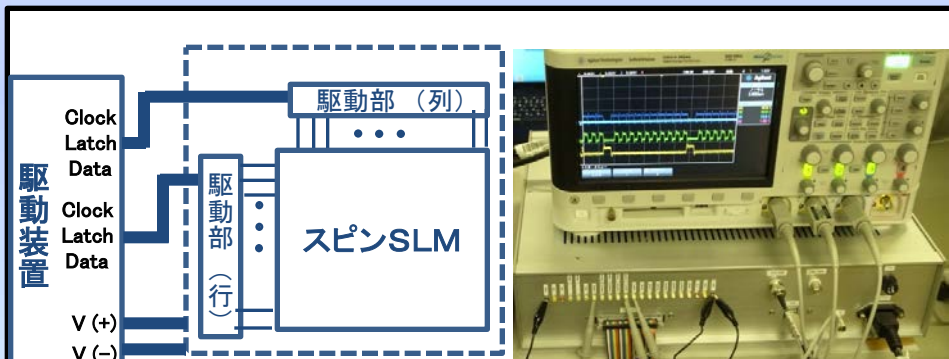 駆動装置
Clock
Latch
Data
Clock
Latch
Data
V (+)
V (−)
駆動部 (列)
• • •
駆動部(行)
スピンSLM
Agilent